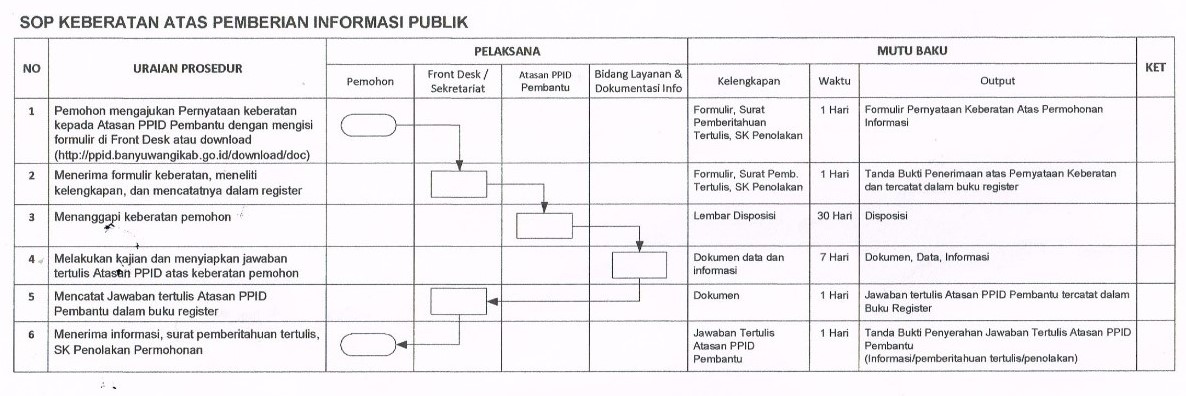 SOP KEBERATAN ATAS PEMBERIAN INFORMASI PUBLIK
NO
URAIAN PROSEDUR
PELAKSANA
MUTU BAKU
KET
Pemohon
Front Desk /
Sekretariat
Atasan PPID
Pembantu
Bidang Layanan &
Dokumentasi Info
Kelengkapan
Waktu
Output
1
Pemohon mengajukan Pernyataan keberatan
kepada Atasan PPID Pembantu dengan mengisi
formulir di Front Desk atau download
(http://ppid.banyuwangikab.go.id/download/doc)
Formulir, Surat
Pemberitahuan
Tertulis, SK Penolakan
1 Hari
Formulir Pernyataan Keberatan Atas Permohonan
Informasi
2
Menerima formulir keberatan, meneliti
kelengkapan, dan mencatatnya dalam register
Formulir, Surat Pemb.
Tertulis, SK Penolakan
1 Hari
Tanda Bukti Penerimaan atas Pernyataan Keberatan
dan tercatat dalam buku register
3
Menanggapi keberatan pemohon
Lembar Disposisi
30 Hari
Disposisi
4
Melakukan kajian dan menyiapkan jawaban
tertulis Atasan PPID atas keberatan pemohon
Dokumen data dan
informasi
7 Hari
Dokumen, Data, Informasi
5
Mencatat Jawaban tertulis Atasan PPID
Pembantu dalam buku register
Dokumen
1 Hari
Jawaban tertulis Atasan PPID Pembantu tercatat dalam
Buku Register
6
Menerima informasi, surat pemberitahuan tertulis,
SK Penolakan Permohonan
Jawaban Tertulis
Atasan PPID
Pembantu
1 Hari
Tanda Bukti Penyerahan Jawaban Tertulis Atasan PPID
Pembantu
(Informasi/pemberitahuan tertulis/penolakan)